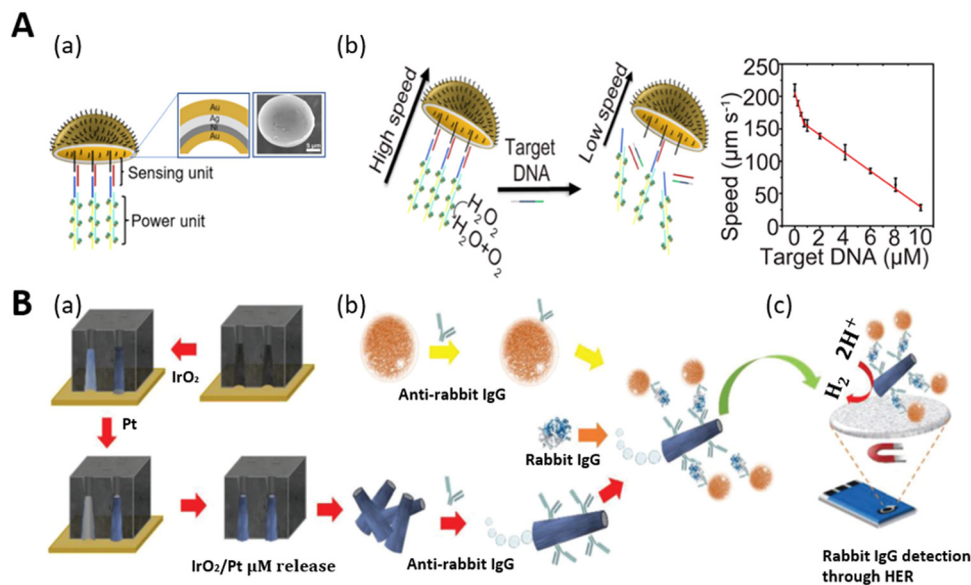 A
(a)
Au
Ag
Ni
Au
5 µm
Sensing unit
Power unit
(b)
High speed
H₂O₂
H₂O+O₂
Target
DNA
Low speed
Speed (µm s⁻¹)
250
200
150
100
50
0
0 2 4 6 8 10
Target DNA (µM)
B
(a)
IrO₂
Pt
IrO₂/Pt µM release
(b)
Anti-rabbit IgG
Rabbit IgG
Anti-rabbit IgG
(c)
2H⁺
H₂
Rabbit IgG detection
through HER